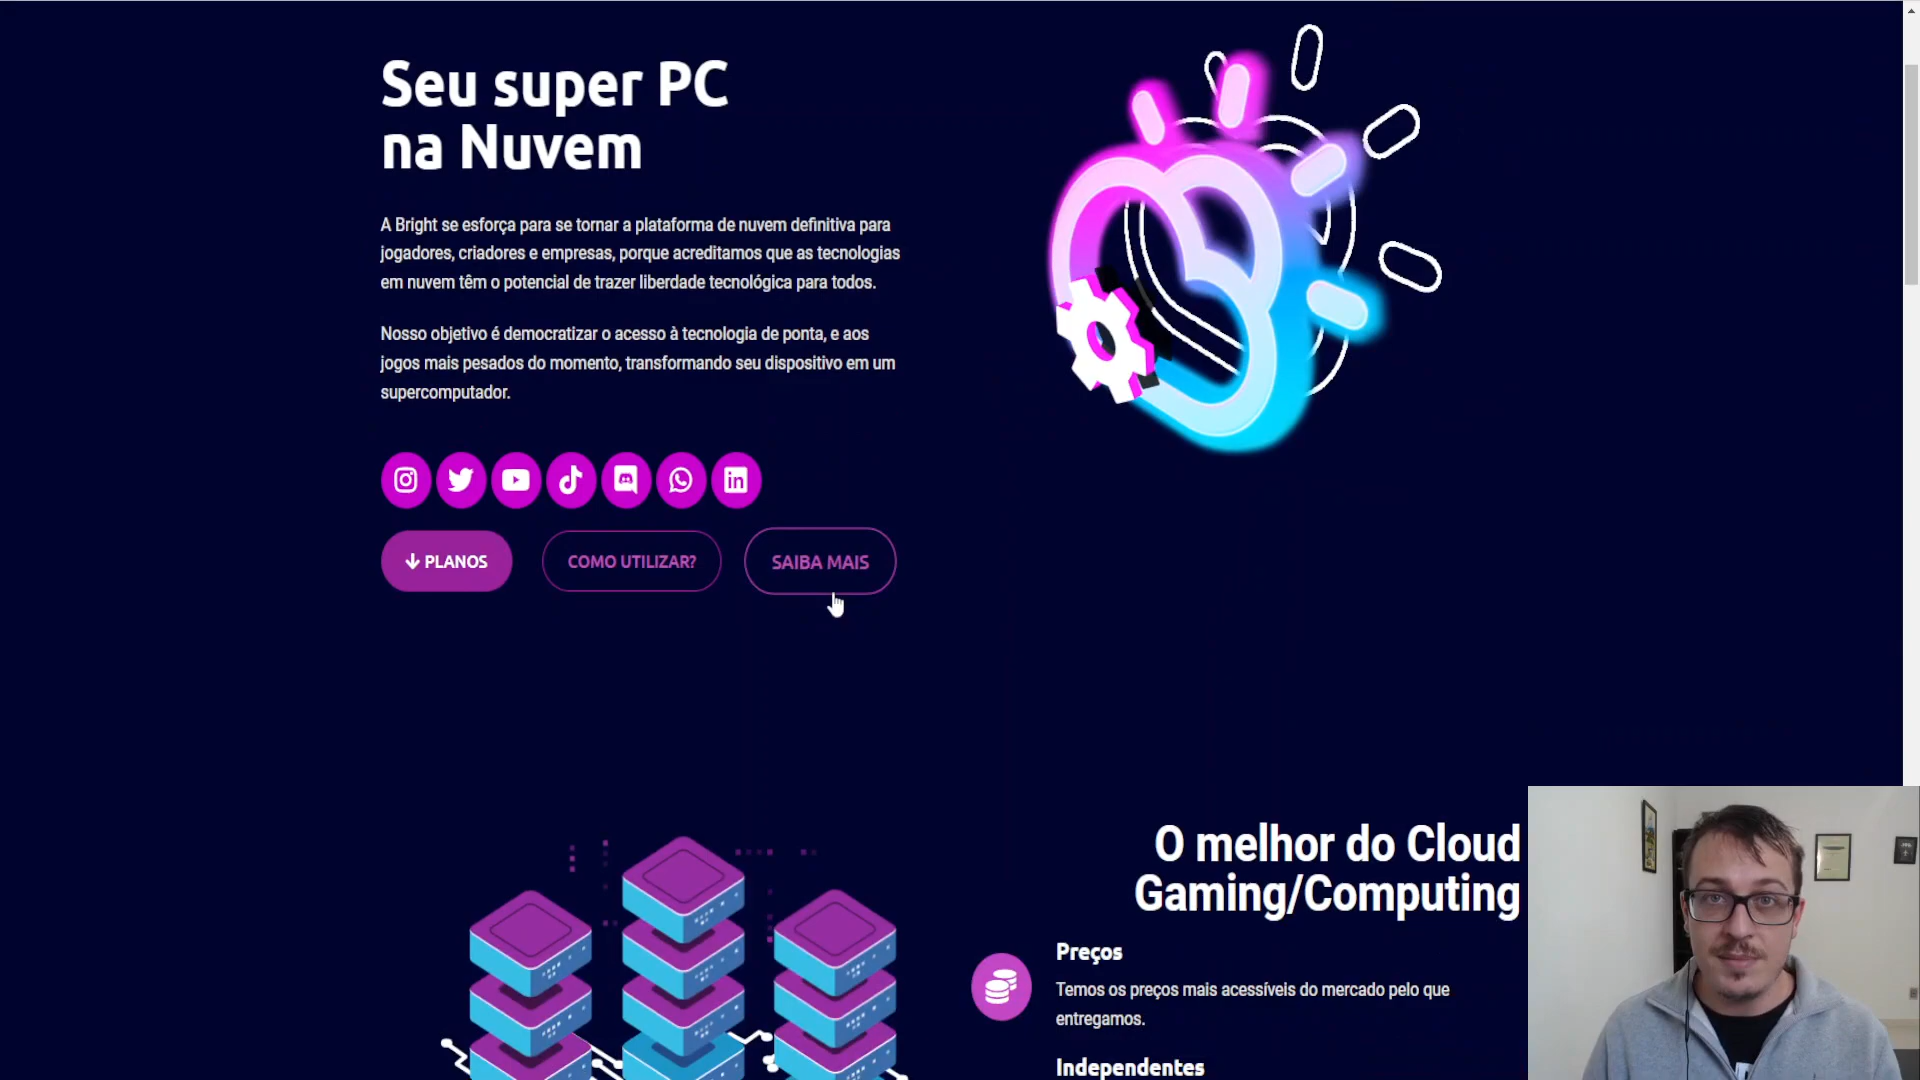 Seu super PC
na Nuvem
A Bright se esforça para se tornar a plataforma de nuvem definitiva para
jogadores, criadores e empresas, porque acreditamos que as tecnologias
em nuvem têm o potencial de trazer liberdade tecnológica para todos.
Nosso objetivo é democratizar o acesso à tecnologia de ponta, e aos
jogos mais pesados do momento, transformando seu dispositivo em um
supercomputador.
PLANOS
COMO UTILIZAR?
SAIBA MAIS
O melhor do Cloud
Gaming/Computing
Preços
Temos os preços mais acessíveis do mercado pelo que
entregamos.
Independentes